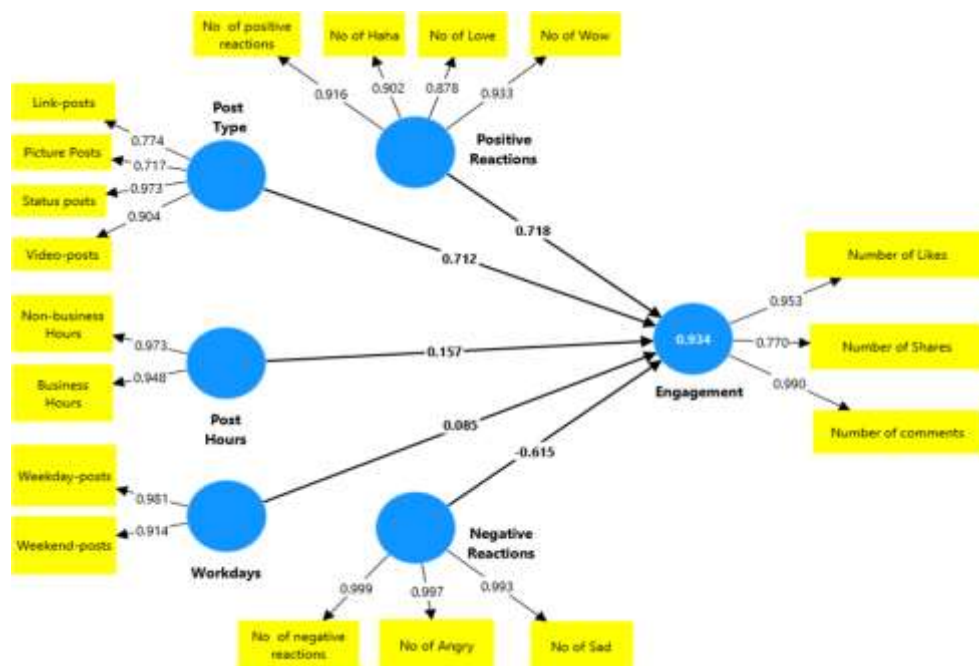 No of positive
reactions
No of Haha
No of Love
No of Wow
0.916
0.902
0.878
0.933
Positive
Reactions
Post
Type
Link-posts
Picture Posts
Status posts
Video-posts
0.774
0.717
0.973
0.904
0.718
0.712
Non-business
Hours
Business
Hours
0.973
0.948
Post
Hours
0.157
0.934
Engagement
Number of Likes
Number of Shares
Number of comments
0.953
0.770
0.990
Weekday-posts
Weekend-posts
0.981
0.914
Workdays
0.085
-0.615
Negative
Reactions
0.999
0.997
0.993
No of negative
reactions
No of Angry
No of Sad